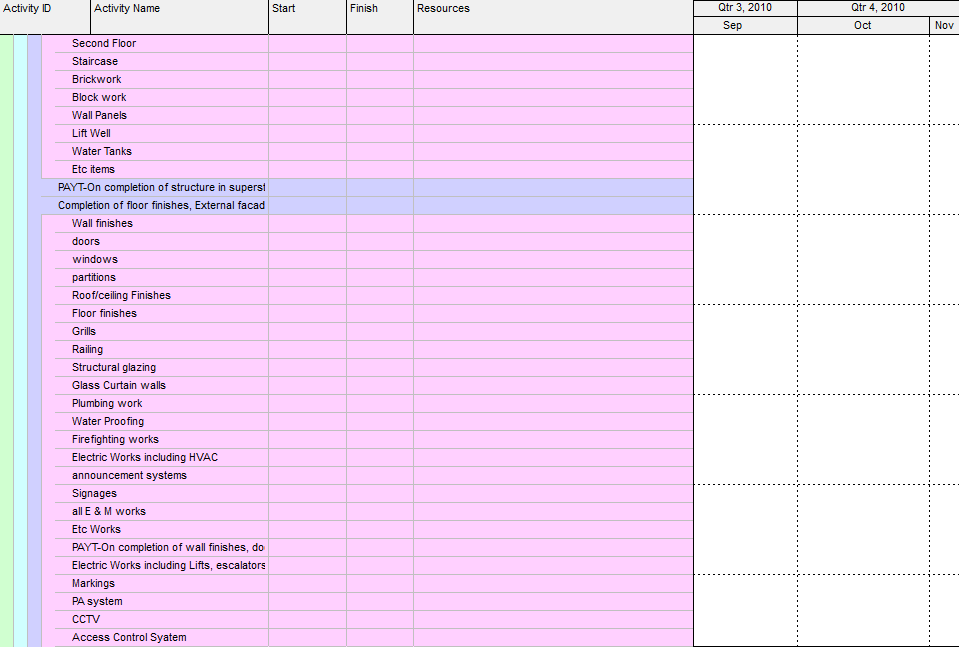 Activity ID Activity Name Start Finish Resources Qtr 3, 2010 Qtr 4, 2010
Sep Oct Nov
Second Floor
Staircase
Brickwork
Block work
Wall Panels
Lift Well
Water Tanks
Etc items
PAYT-On completion of structure in superst
Completion of floor finishes, External facad
Wall finishes
doors
windows
partitions
Roof/ceiling Finishes
Floor finishes
Grills
Railing
Structural glazing
Glass Curtain walls
Plumbing work
Water Proofing
Firefighting works
Electric Works including HVAC
announcement systems
Signages
all E & M works
Etc Works
PAYT-On completion of wall finishes, do
Electric Works including Lifts, escalators
Markings
PA system
CCTV
Access Control Syatem